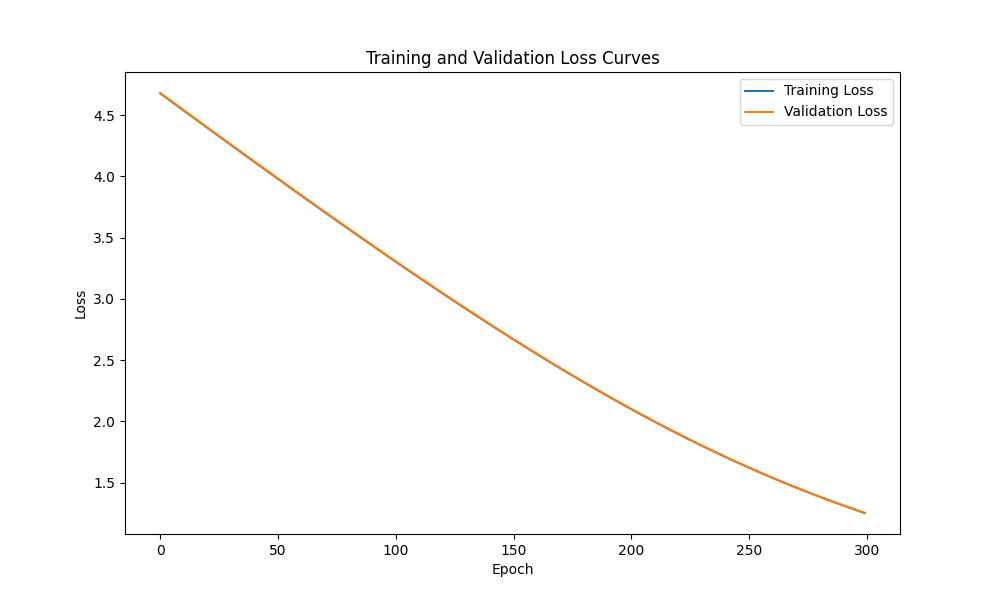 Training and Validation Loss Curves
Training Loss
Validation Loss
4.5
4.0
3.5
3.0
2.5
2.0
1.5
Loss
0 50 100 150 200 250 300
Epoch